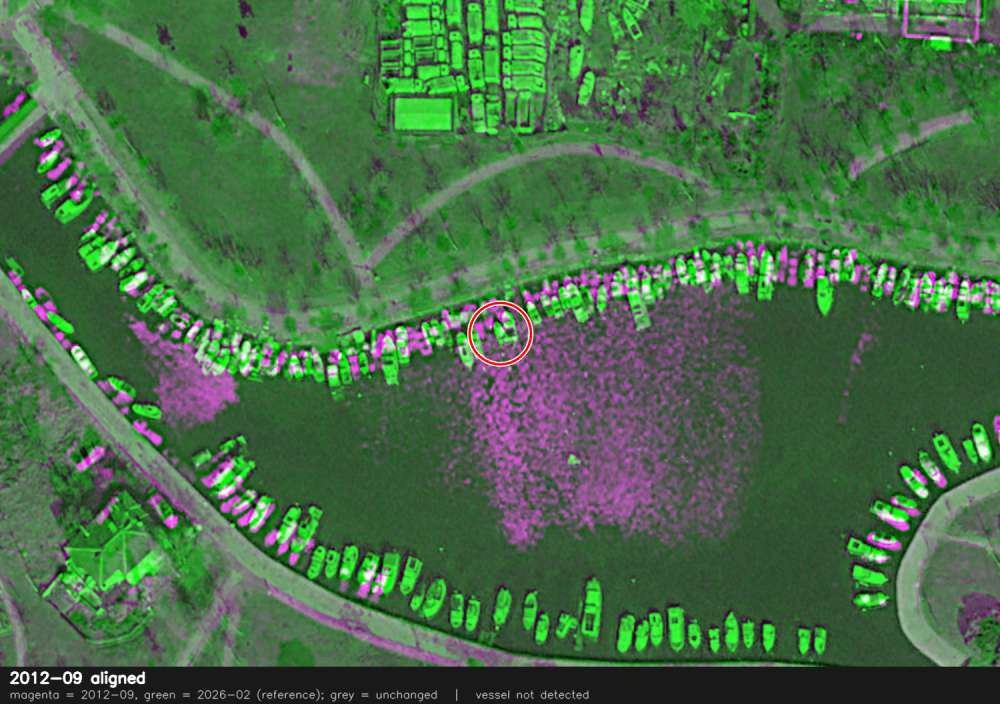 2012-09 aligned
magenta = 2012-09, green = 2026-02 (reference); grey = unchanged | vessel not detected